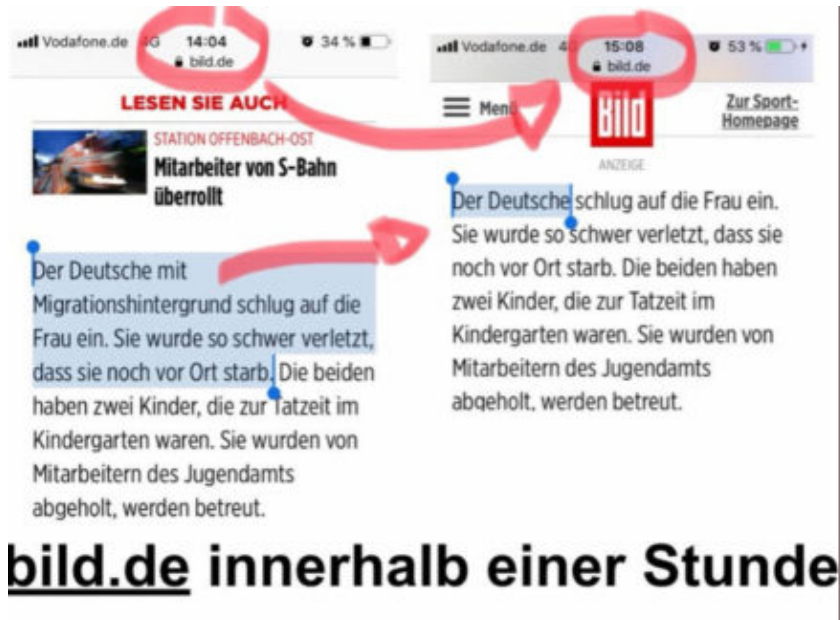 Vodafone.de 4G 14:04 34 %
bild.de
LESEN SIE AUCH
STATION OFFENBACH-OST
Mitarbeiter von S-Bahn
überrollt
Der Deutsche mit
Migrationshintergrund schlug auf die
Frau ein. Sie wurde so schwer verletzt,
dass sie noch vor Ort starb. Die beiden
haben zwei Kinder, die zur Tatzeit im
Kindergarten waren. Sie wurden von
Mitarbeitern des Jugendamts
abgeholt, werden betreut.
Vodafone.de 4G 15:08 53 %
bild.de
Menü
Bild
Zur Sport-
Homepage
ANZEIGE
Der Deutsche schlug auf die Frau ein.
Sie wurde so schwer verletzt, dass sie
noch vor Ort starb. Die beiden haben
zwei Kinder, die zur Tatzeit im
Kindergarten waren. Sie wurden von
Mitarbeitern des Jugendamts
abgeholt, werden betreut.
bild.de innerhalb einer Stunde